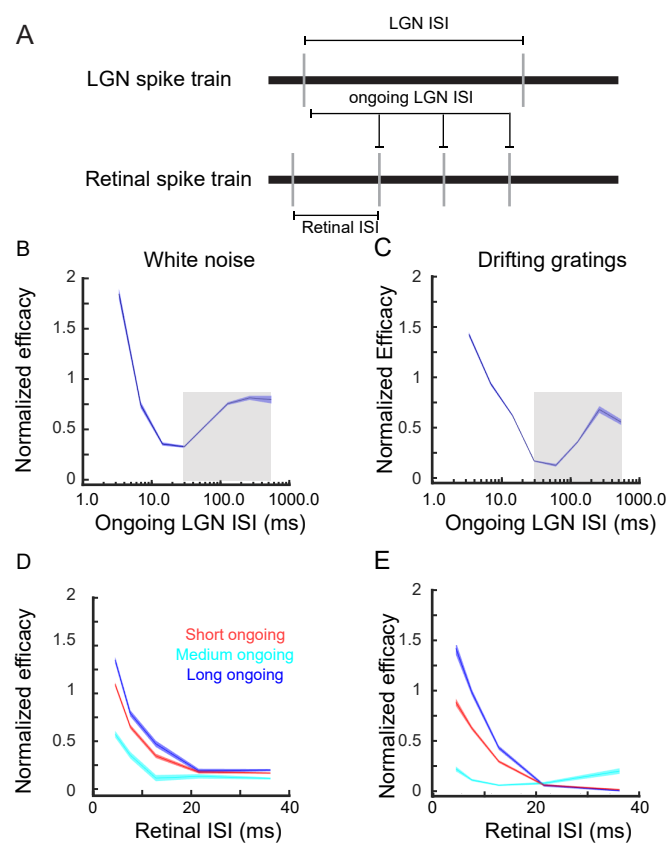 A
LGN ISI
LGN spike train
ongoing LGN ISI
Retinal spike train
Retinal ISI
B
White noise
Normalized efficacy
2
1.5
1
0.5
0
1.0
10.0
100.0
1000.0
Ongoing LGN ISI (ms)
C
Drifting gratings
Normalized Efficacy
2
1.5
1
0.5
0
1.0
10.0
100.0
1000.0
Ongoing LGN ISI (ms)
D
Normalized efficacy
2
1.5
1
0.5
0
Short ongoing
Medium ongoing
Long ongoing
0
20
40
Retinal ISI (ms)
E
Normalized efficacy
2
1.5
1
0.5
0
0
20
40
Retinal ISI (ms)